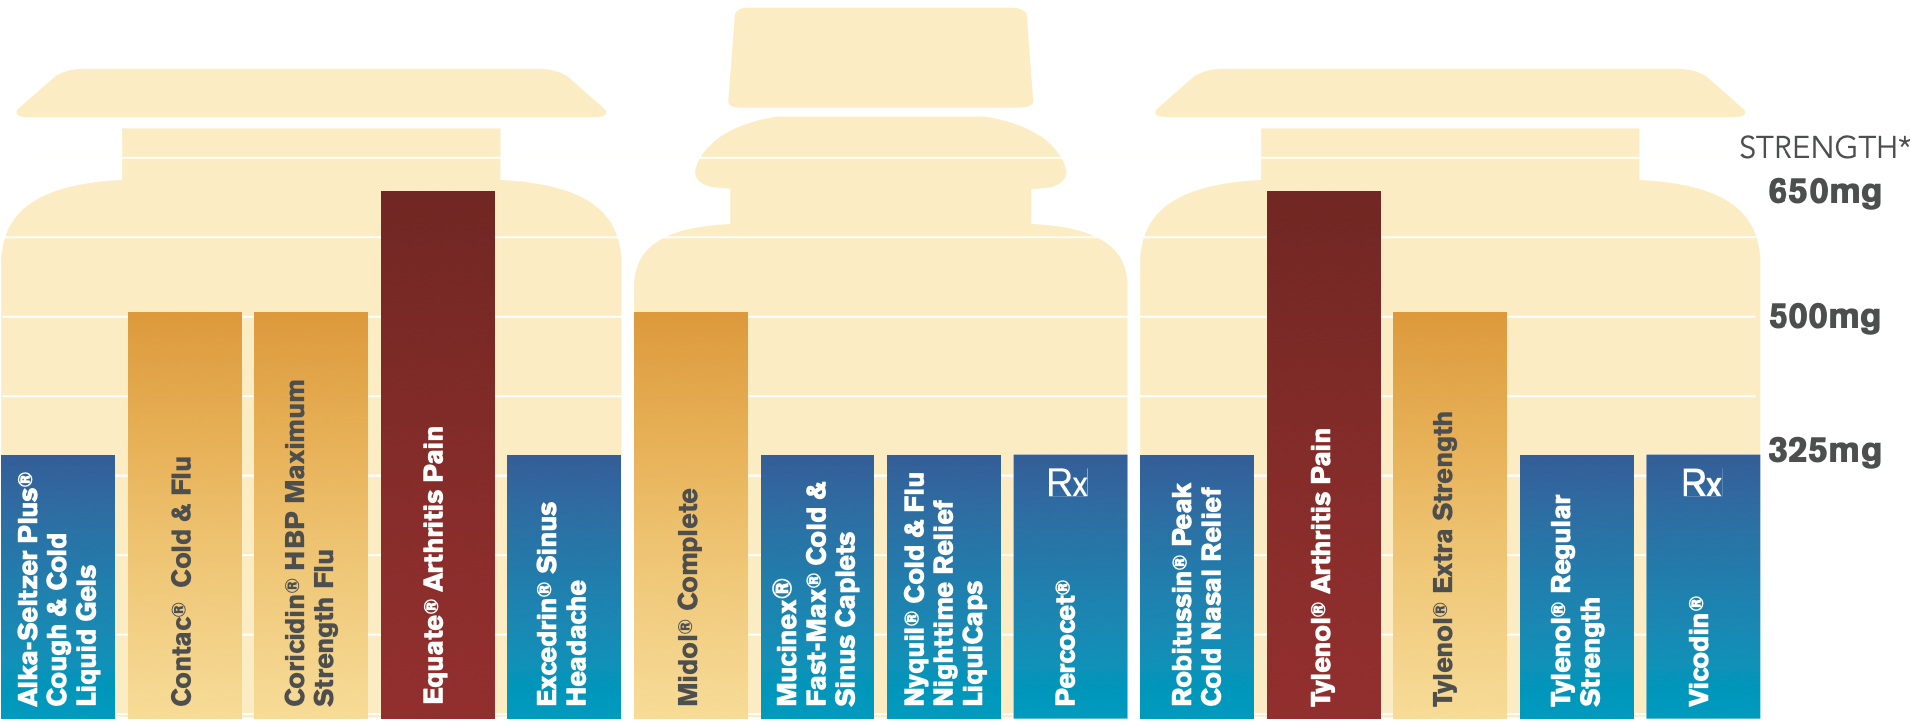 STRENGTH*
650mg
500mg
325mg
Alka-Seltzer Plus®
Cough & Cold
Liquid Gels
Contac® Cold & Flu
Coricidin® HBP Maximum
Strength Flu
Equate® Arthritis Pain
Excedrin® Sinus
Headache
Midol® Complete
Mucinex®
Fast-Max® Cold &
Sinus Caplets
Nyquil® Cold & Flu
Nighttime Relief
LiquiCaps
Rx
Percocet®
Robitussin® Peak
Cold Nasal Relief
Tylenol® Arthritis Pain
Tylenol® Extra Strength
Tylenol® Regular
Strength
Rx
Vicodin®